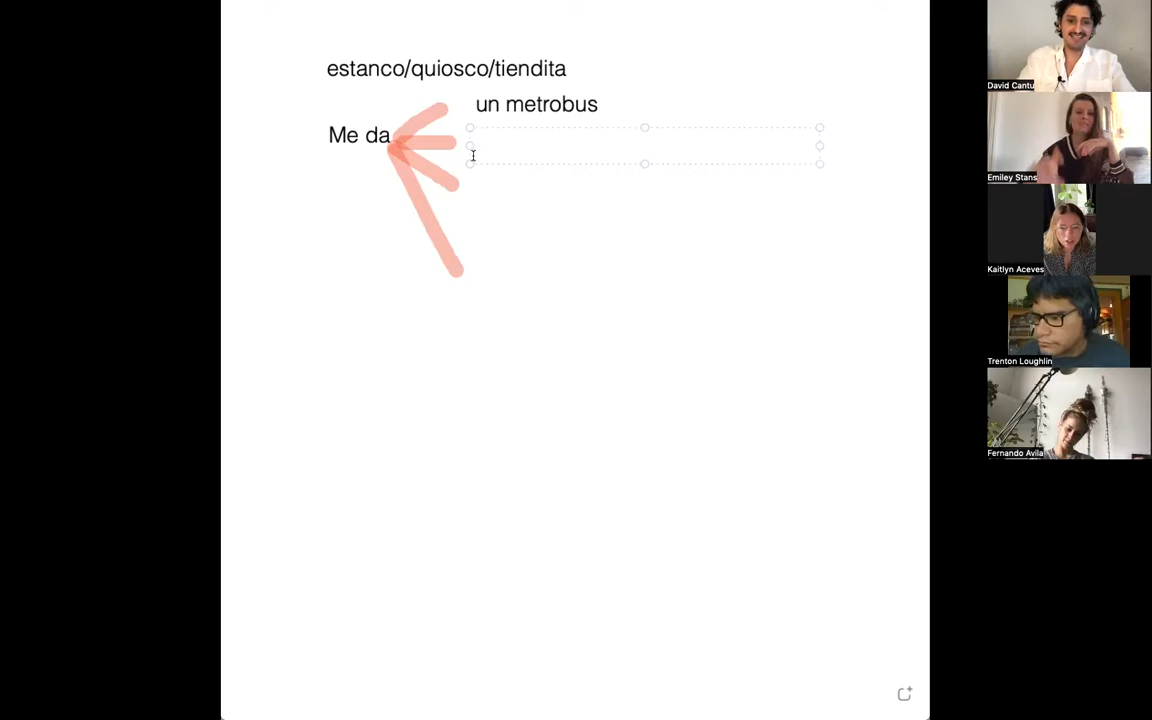 estanco/quiosco/tiendita
un metrobus
Me da
David Cantu
Emiley Stans
Kaitlyn Aceves
Trenton Loughlin
Fernando Avila